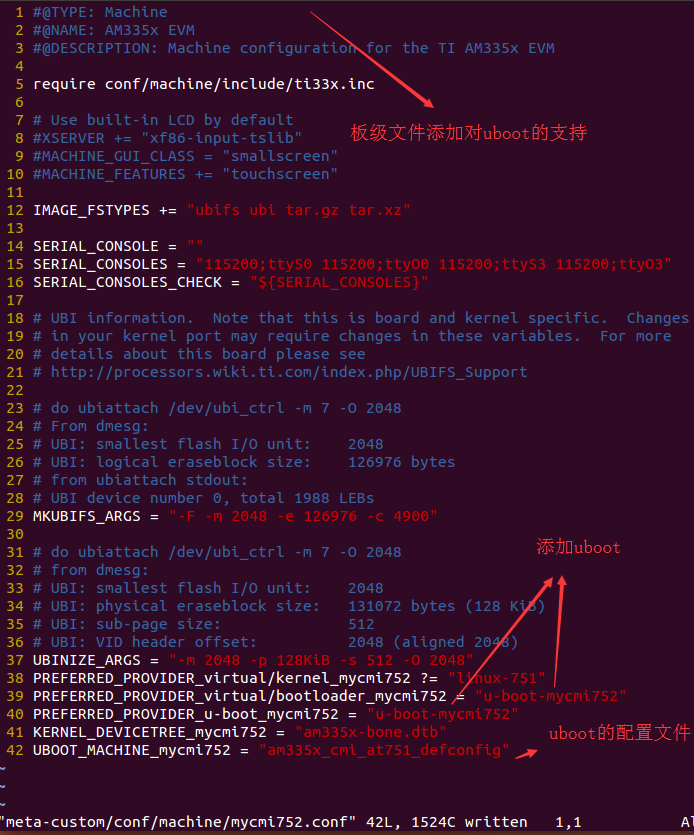 1 #@TYPE: Machine
2 #@NAME: AM335x EVM
3 #@DESCRIPTION: Machine configuration for the TI AM335x EVM
4
5 require conf/machine/include/ti33x.inc
6
7 # Use built-in LCD by default
8 #XSERVER += "xf86-input-tslib"
板级文件添加对uboot的支持
9 #MACHINE_GUI_CLASS = "smallscreen"
10 #MACHINE_FEATURES += "touchscreen"
11
12 IMAGE_FSTYPES += "ubifs ubi tar.gz tar.xz"
13
14 SERIAL_CONSOLE = ""
15 SERIAL_CONSOLES = "115200;ttyS0 115200;ttyO0 115200;ttyS3 115200;ttyO3"
16 SERIAL_CONSOLES_CHECK = "${SERIAL_CONSOLES}"
17
18 # UBI information.  Note that this is board and kernel specific.  Changes
19 # in your kernel port may require changes in these variables.  For more
20 # details about this board please see
21 # http://processors.wiki.ti.com/index.php/UBIFS_Support
22
23 # do ubiattach /dev/ubi_ctrl -m 7 -O 2048
24 # From dmesg:
25 # UBI: smallest flash I/O unit:    2048
26 # UBI: logical eraseblock size:    126976 bytes
27 # from ubiattach stdout:
28 # UBI device number 0, total 1988 LEBs
29 MKUBIFS_ARGS = "-F -m 2048 -e 126976 -c 4900"
30
31 # do ubiattach /dev/ubi_ctrl -m 7 -O 2048
添加uboot
32 # from dmesg:
33 # UBI: smallest flash I/O unit:    2048
34 # UBI: physical eraseblock size:   131072 bytes (128 KiB)
35 # UBI: sub-page size:              512
36 # UBI: VID header offset:          2048 (aligned 2048)
37 UBINIZE_ARGS = "-m 2048 -p 128KiB -s 512 -O 2048"
38 PREFERRED_PROVIDER_virtual/kernel_mycmi752 ?= "linux-751"
39 PREFERRED_PROVIDER_virtual/bootloader_mycmi752 = "u-boot-mycmi752"
40 PREFERRED_PROVIDER_u-boot_mycmi752 = "u-boot-mycmi752"
41 KERNEL_DEVICETREE_mycmi752 = "am335x-bone.dtb"
uboot的配置文件
42 UBOOT_MACHINE_mycmi752 = "am335x_cmi_at751_defconfig"
~
~
~
"meta-custom/conf/machine/mycmi752.conf" 42L, 1524C written   1,1   Al